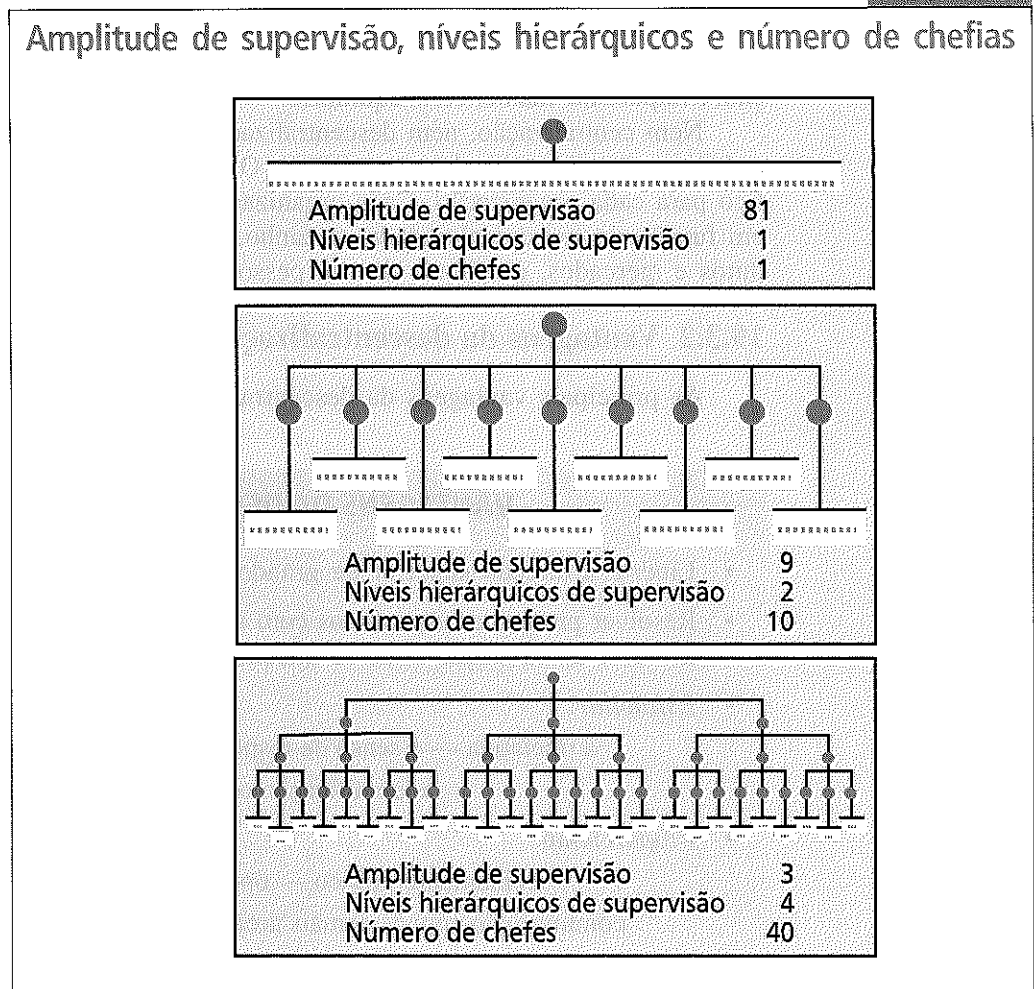 Amplitude de supervisão, níveis hierárquicos e número de chefias
Amplitude de supervisão 81
Níveis hierárquicos de supervisão 1
Número de chefes 1
Amplitude de supervisão 9
Níveis hierárquicos de supervisão 2
Número de chefes 10
Amplitude de supervisão 3
Níveis hierárquicos de supervisão 4
Número de chefes 40